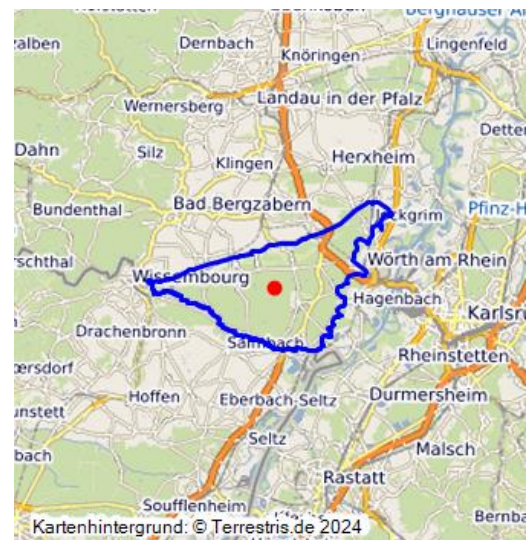 Dernbach
Lingenfeld
Knöringen
Landau in der Pfalz
Wernersberg
Dahn
Silz
Klingen
Herxheim
Bundenthal
Bad Bergzabern
Pfinz-
Wissembourg
Wörth am Rhein
Hagenbach
Drachenbronn
Karlsru
Rheinstetten
Hoffen
Eberbach-Seltz
Durmersheim
Seltz
Malsch
Rastatt
Soufflenheim
Kartenhintergrund: © Terrestris.de 2024